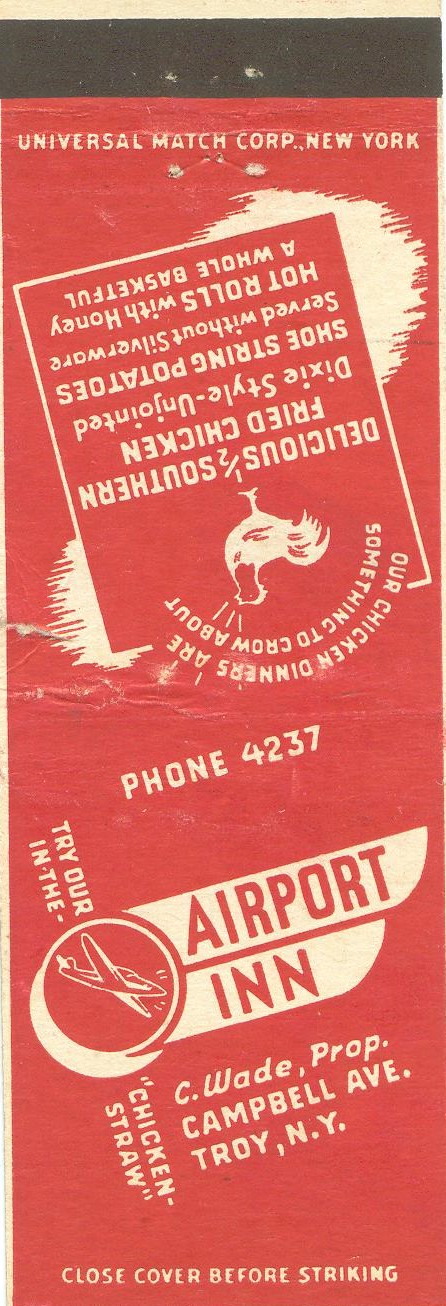 UNIVERSAL MATCH CORP., NEW YORK
OUR CHICKEN DINNERS ARE
SOMETHING TO CROW ABOUT
DELICIOUS 1/2 SOUTHERN
FRIED CHICKEN
Dixie Style-Unjointed
SHOE STRING POTATOES
Served without Silverware
HOT ROLLS with Honey
A WHOLE BASKETFUL
PHONE 4237
TRY OUR
IN-THE-
"CHICKEN-
STRAW"
AIRPORT
INN
C. Wade, Prop.
CAMPBELL AVE.
TROY, N.Y.
CLOSE COVER BEFORE STRIKING